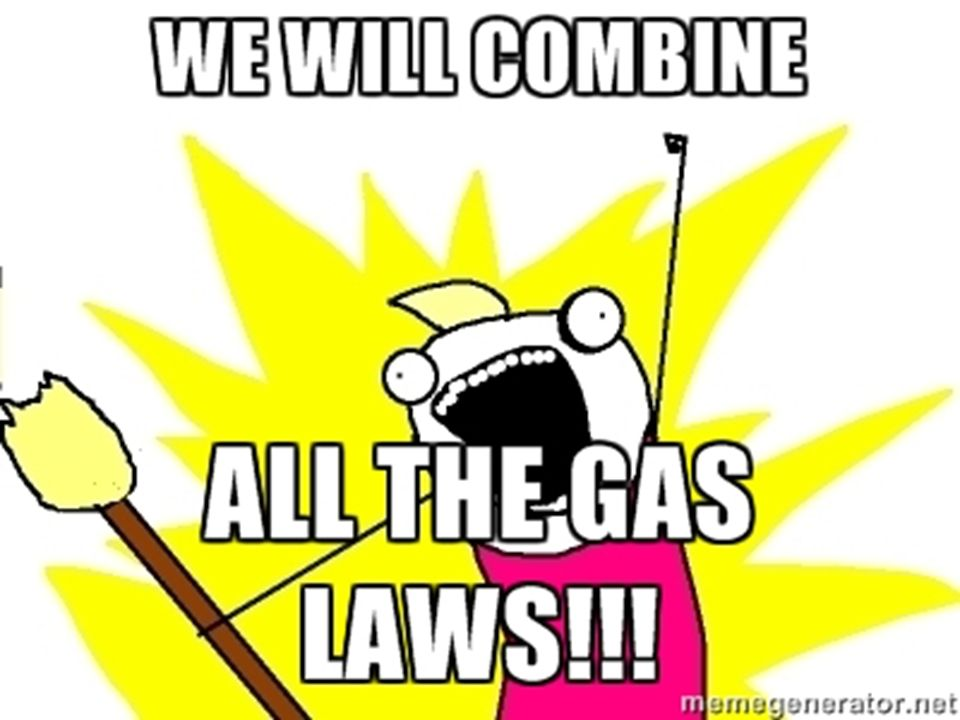 WE WILL COMBINE
ALL THE GAS
LAWS!!!
memegenerator.net